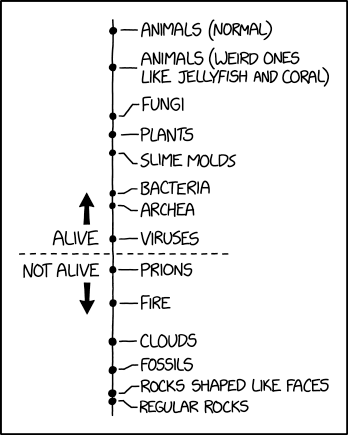 ANIMALS (NORMAL)
ANIMALS (WEIRD ONES
LIKE JELLYFISH AND CORAL)
FUNGI
PLANTS
SLIME MOLDS
BACTERIA
ARCHEA
ALIVE
VIRUSES
NOT ALIVE
PRIONS
FIRE
CLOUDS
FOSSILS
ROCKS SHAPED LIKE FACES
REGULAR ROCKS